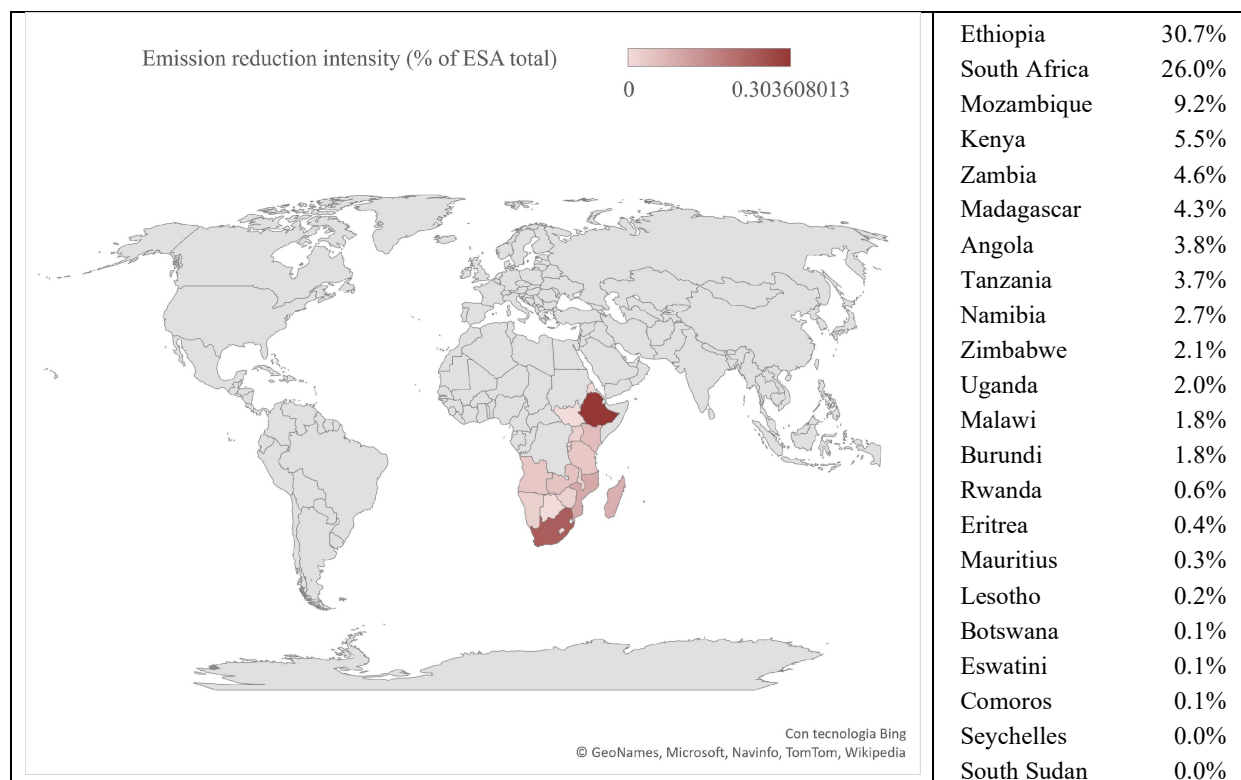 Emission reduction intensity (% of ESA total)
0 0.303608013
Con tecnologia Bing
© GeoNames, Microsoft, Navinfo, TomTom, Wikipedia
Ethiopia 30.7%
South Africa 26.0%
Mozambique 9.2%
Kenya 5.5%
Zambia 4.6%
Madagascar 4.3%
Angola 3.8%
Tanzania 3.7%
Namibia 2.7%
Zimbabwe 2.1%
Uganda 2.0%
Malawi 1.8%
Burundi 1.8%
Rwanda 0.6%
Eritrea 0.4%
Mauritius 0.3%
Lesotho 0.2%
Botswana 0.1%
Eswatini 0.1%
Comoros 0.1%
Seychelles 0.0%
South Sudan 0.0%